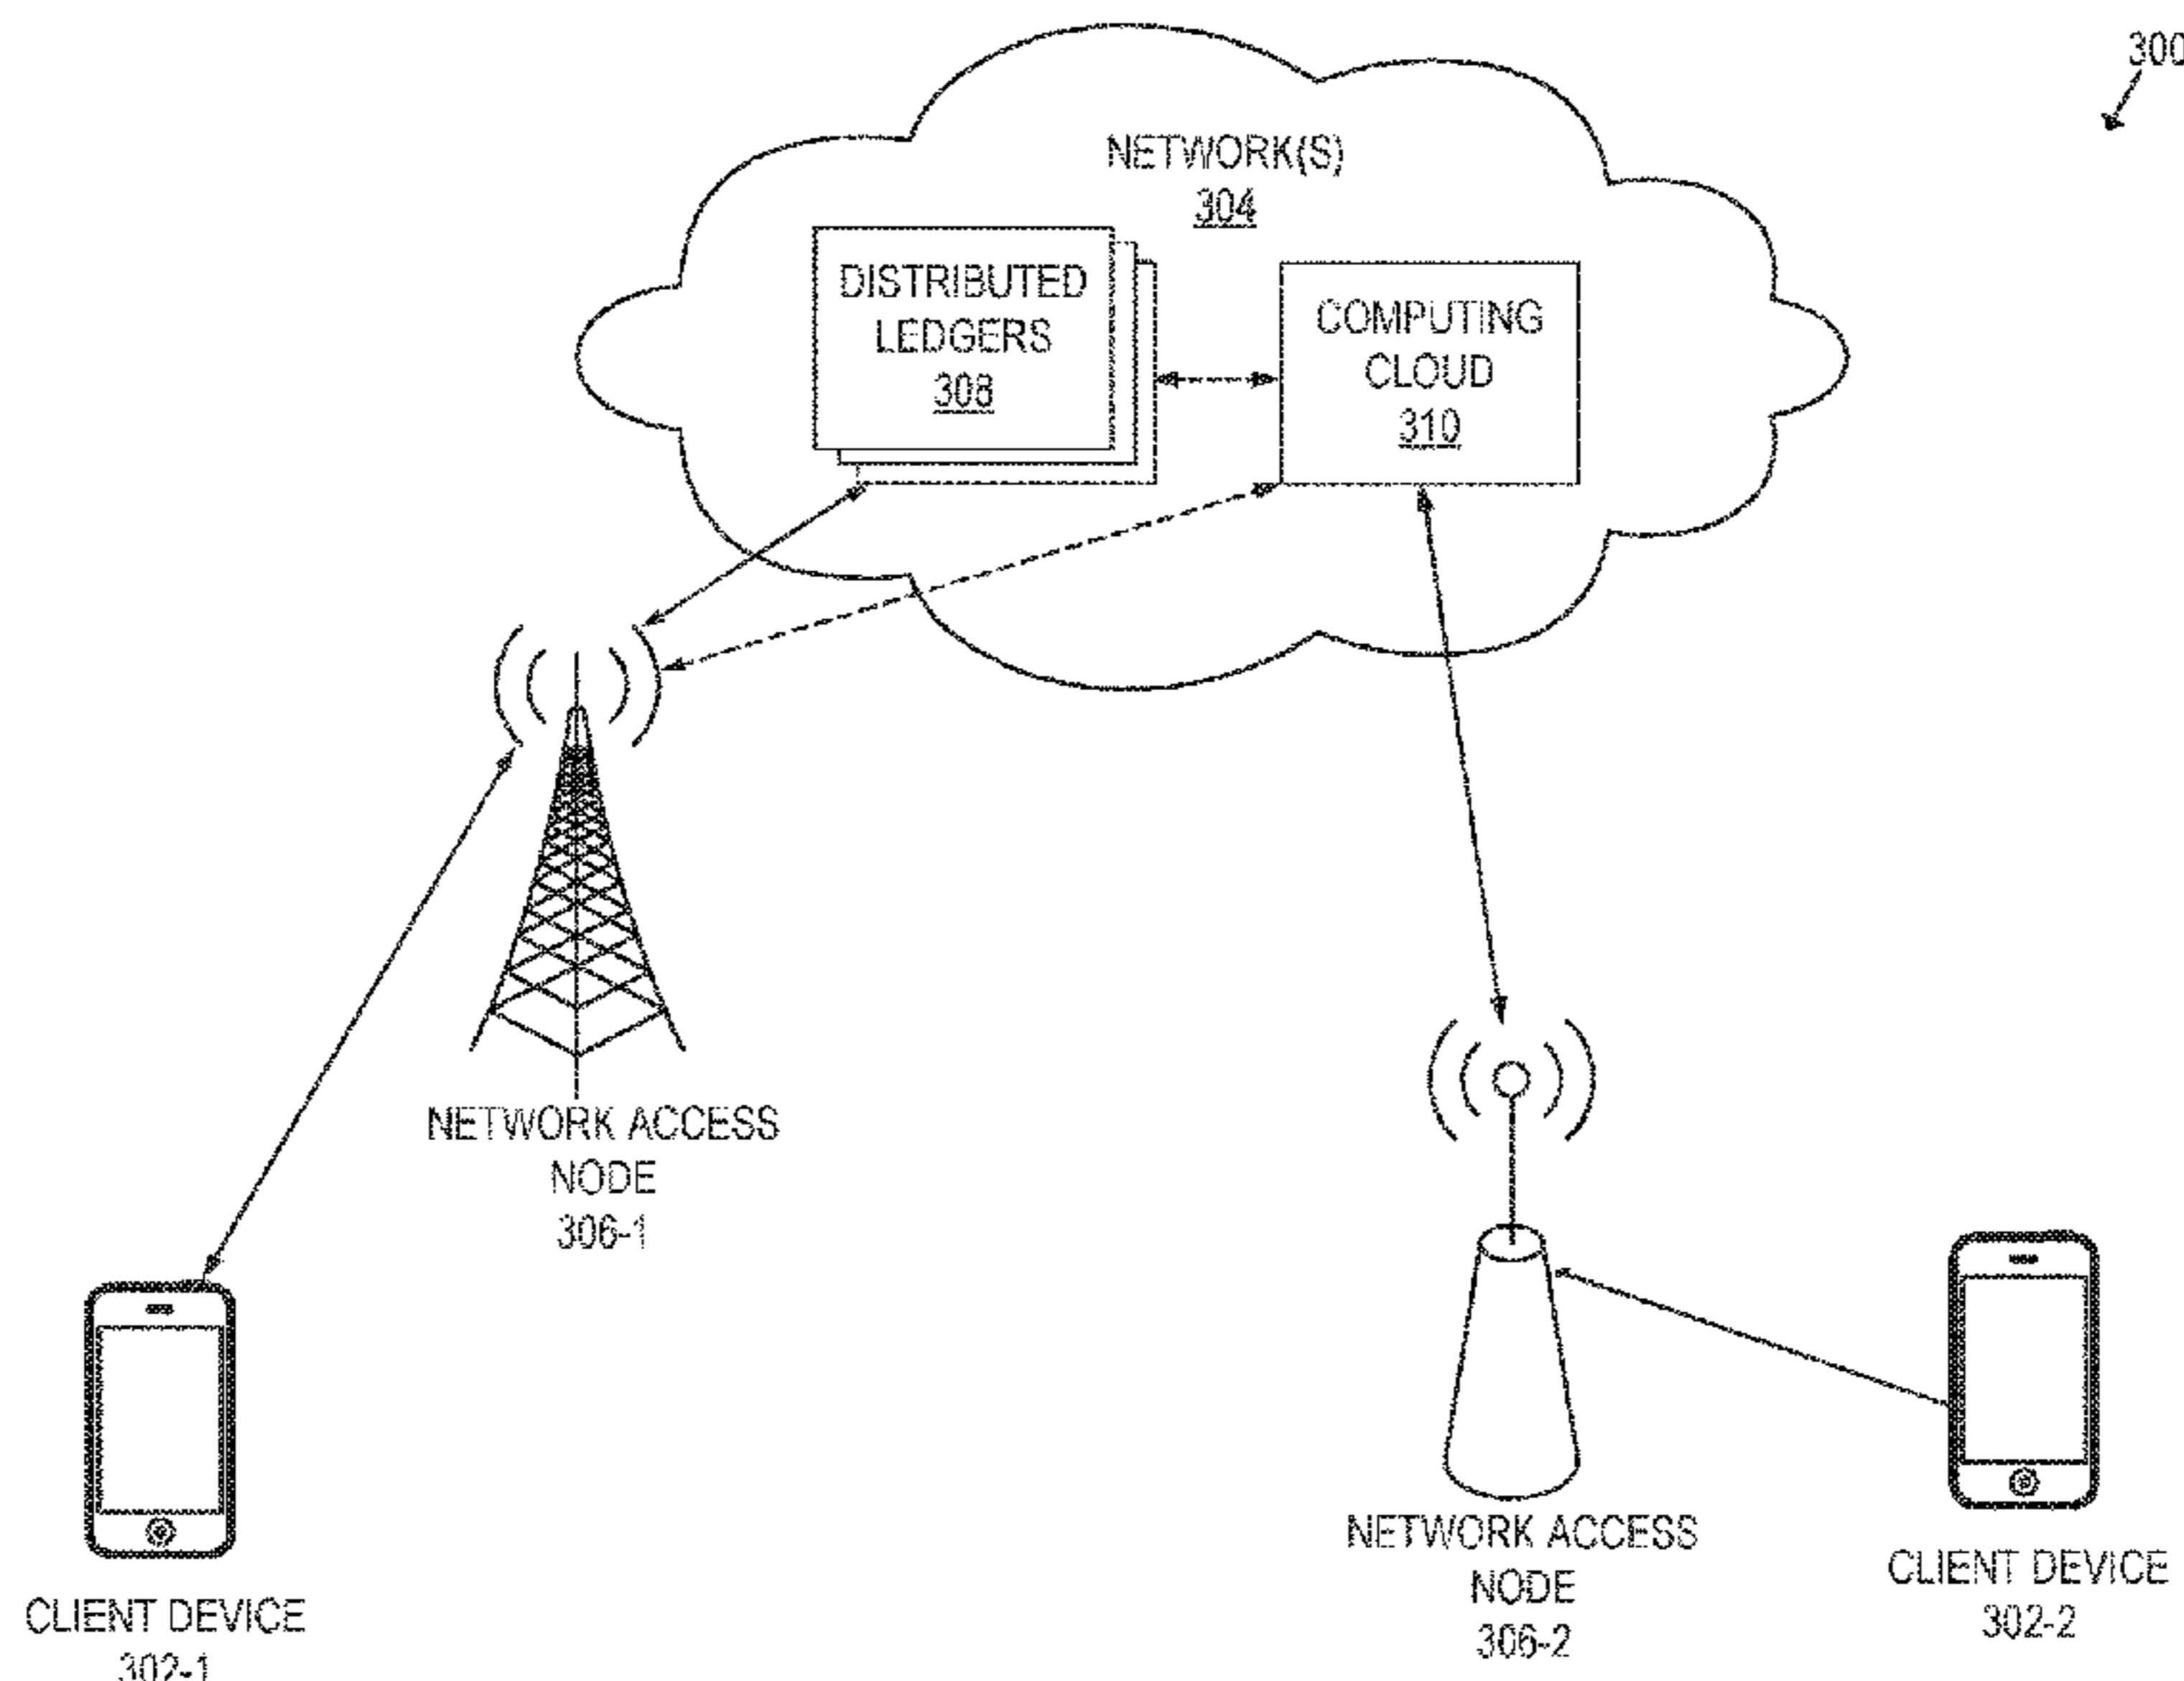 300
NETWORK(S)
304
DISTRIBUTED
LEDGERS
308
COMPUTING
CLOUD
310
NETWORK ACCESS
NODE
306-1
CLIENT DEVICE
302-1
NETWORK ACCESS
NODE
306-2
CLIENT DEVICE
302-2